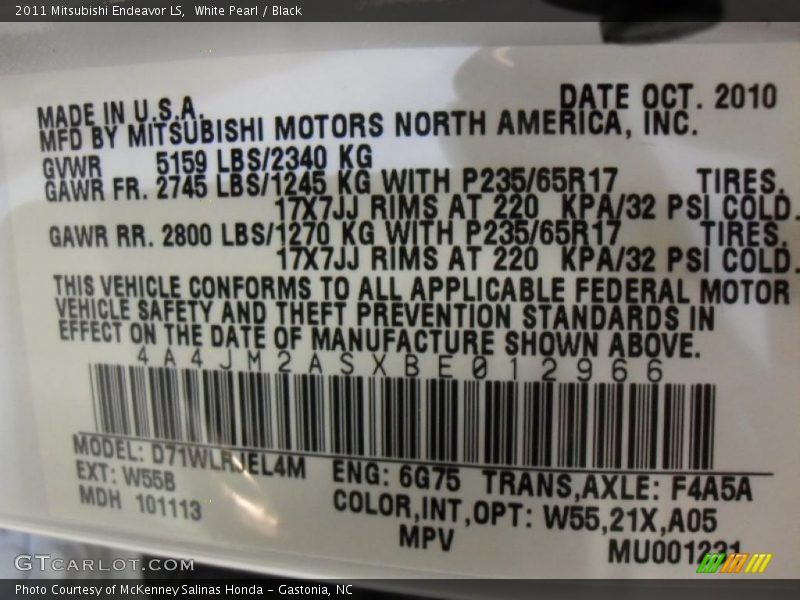 2011 Mitsubishi Endeavor LS,  White Pearl / Black
DATE OCT. 2010
MADE IN U.S.A.
MFD BY MITSUBISHI MOTORS NORTH AMERICA, INC.
GVWR 5159 LBS/2340 KG
GAWR FR. 2745 LBS/1245 KG WITH P235/65R17 TIRES.
17X7JJ RIMS AT 220 KPA/32 PSI COLD.
GAWR RR. 2800 LBS/1270 KG WITH P235/65R17 TIRES.
17X7JJ RIMS AT 220 KPA/32 PSI COLD.
THIS VEHICLE CONFORMS TO ALL APPLICABLE FEDERAL MOTOR
VEHICLE SAFETY AND THEFT PREVENTION STANDARDS IN
EFFECT ON THE DATE OF MANUFACTURE SHOWN ABOVE.
4A4JM2ASXBE012966
MODEL: D71WLRJEL4M ENG: 6G75 TRANS,AXLE: F4A5A
EXT: W55B COLOR,INT,OPT: W55,21X,A05
MDH 101113 MPV
MU001231
GTCARLOT.COM
Photo Courtesy of McKenney Salinas Honda – Gastonia, NC